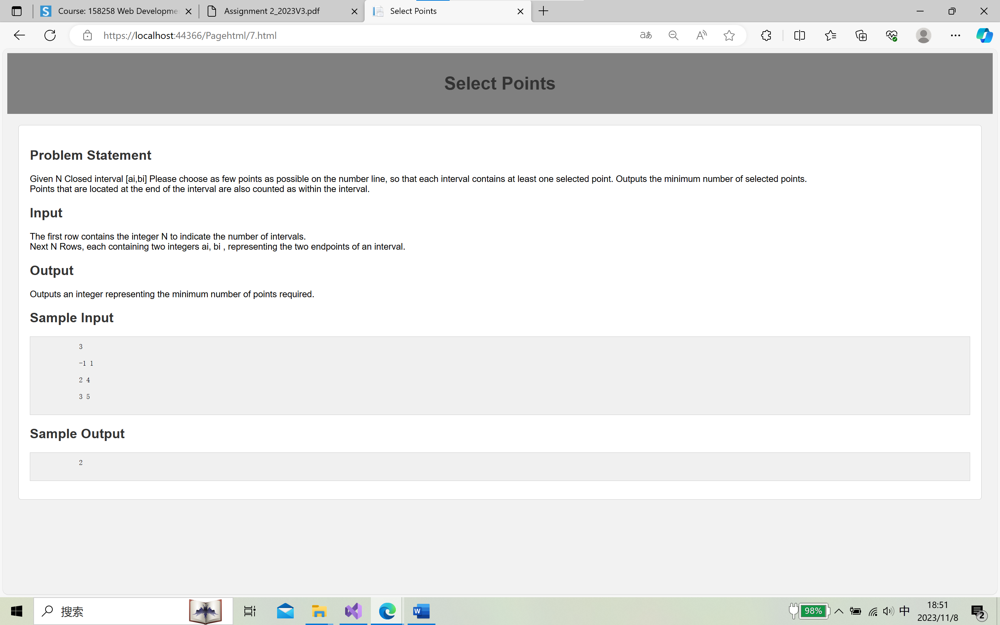 Course: 158258 Web Developme
Assignment 2_2023V3.pdf
Select Points
https://localhost:44366/Pagehtml/7.html
Select Points
Problem Statement
Given N Closed interval [ai,bi] Please choose as few points as possible on the number line, so that each interval contains at least one selected point. Outputs the minimum number of selected points.
Points that are located at the end of the interval are also counted as within the interval.
Input
The first row contains the integer N to indicate the number of intervals.
Next N Rows, each containing two integers ai, bi , representing the two endpoints of an interval.
Output
Outputs an integer representing the minimum number of points required.
Sample Input
3
-1 1
2 4
3 5
Sample Output
2
搜索
98%
中
18:51
2023/11/8
2